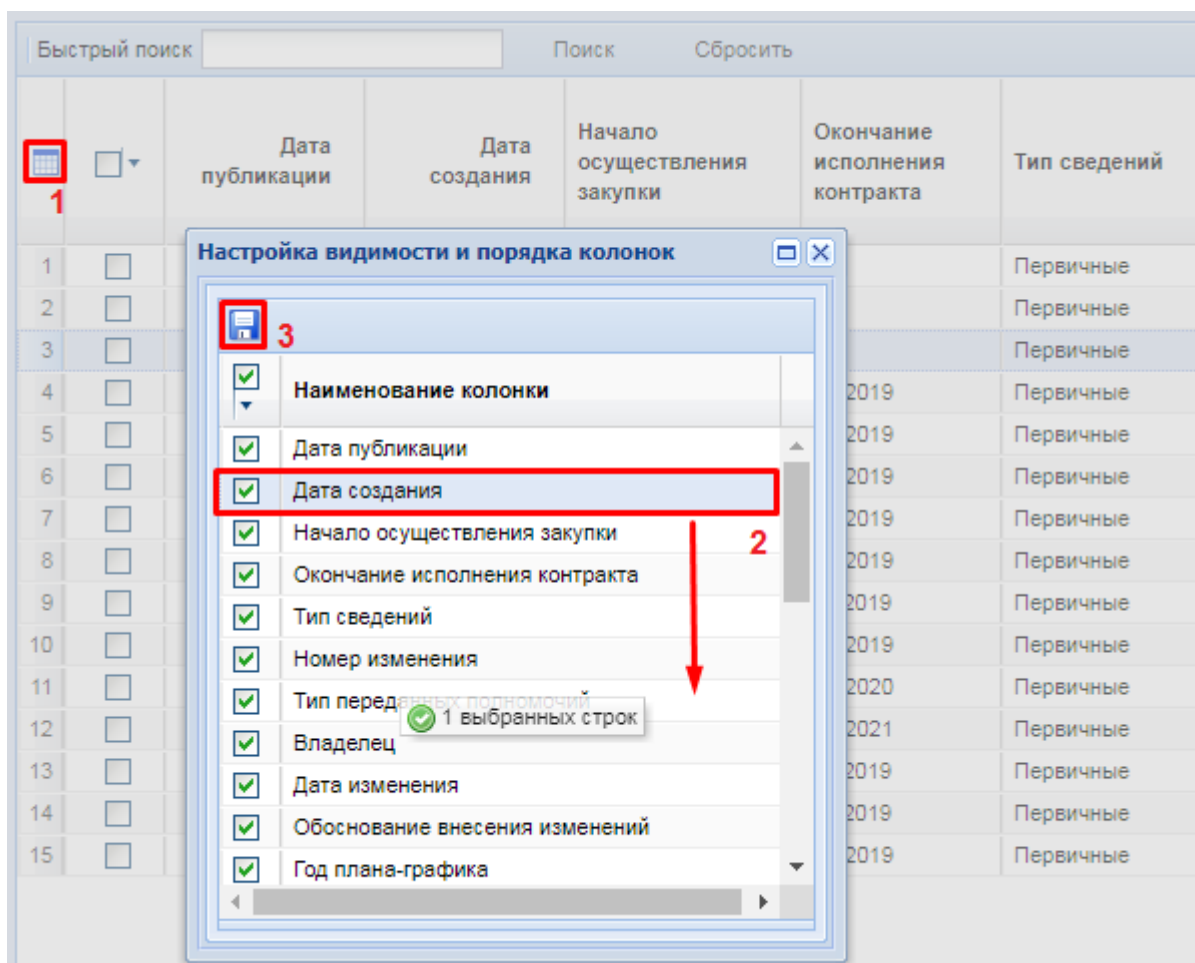 Быстрый поиск Поиск Сбросить
Дата публикации
Дата создания
Начало осуществления закупки
Окончание исполнения контракта
Тип сведений
1
Настройка видимости и порядка колонок
1 Первичные
2 Первичные
3 Первичные
3
Наименование колонки
4 2019 Первичные
Дата публикации
5 2019 Первичные
Дата создания
6 2019 Первичные
Начало осуществления закупки
2
7 2019 Первичные
Окончание исполнения контракта
8 2019 Первичные
Тип сведений
9 2019 Первичные
Номер изменения
10 2019 Первичные
Тип переданных полномочий
1 выбранных строк
11 2020 Первичные
Владелец
12 2021 Первичные
Дата изменения
13 2019 Первичные
Обоснование внесения изменений
14 2019 Первичные
Год плана-графика
15 2019 Первичные